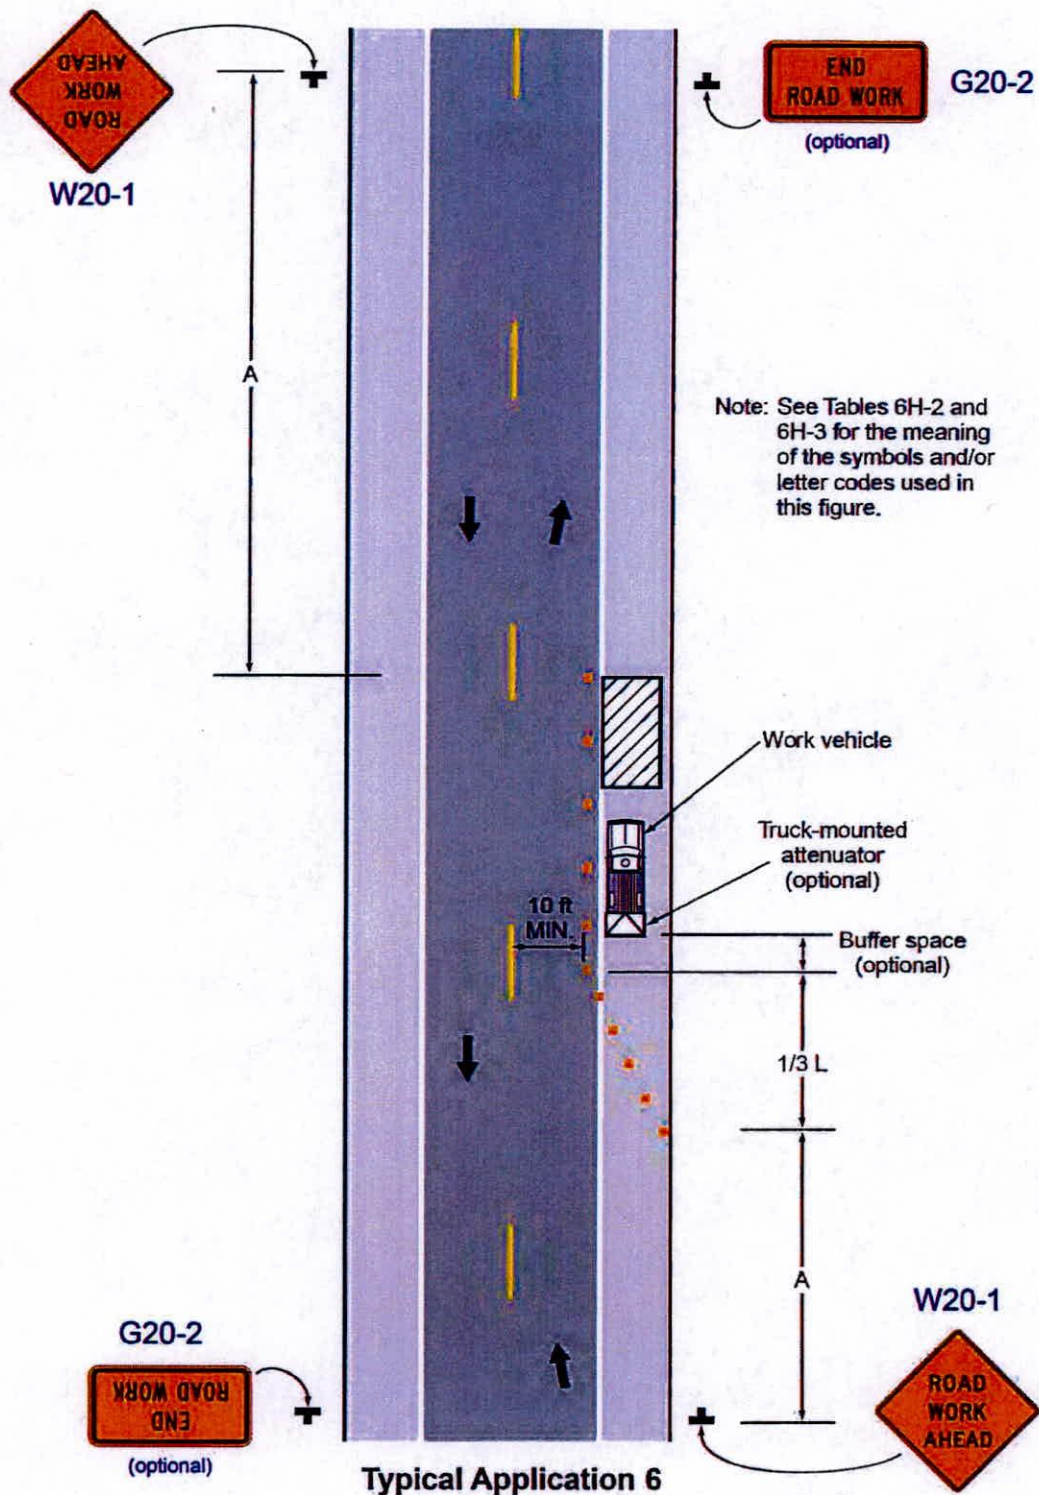 ROAD
WORK
AHEAD
W20-1
END
ROAD WORK
(optional)
G20-2
A
Note: See Tables 6H-2 and
6H-3 for the meaning
of the symbols and/or
letter codes used in
this figure.
Work vehicle
Truck-mounted
attenuator
(optional)
10 ft
MIN.
Buffer space
(optional)
1/3 L
A
G20-2
END
ROAD WORK
(optional)
W20-1
ROAD
WORK
AHEAD
Typical Application 6